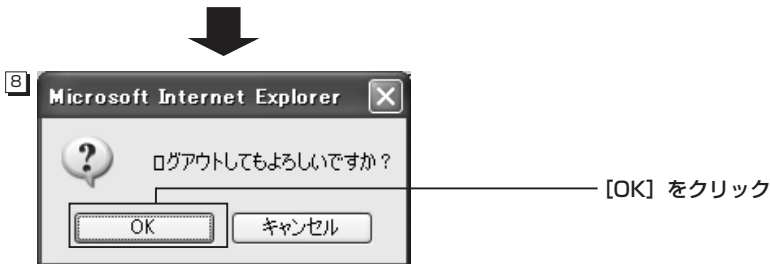 8
Microsoft Internet Explorer
ログアウトしてもよろしいですか？
OK
キャンセル
[OK] をクリック